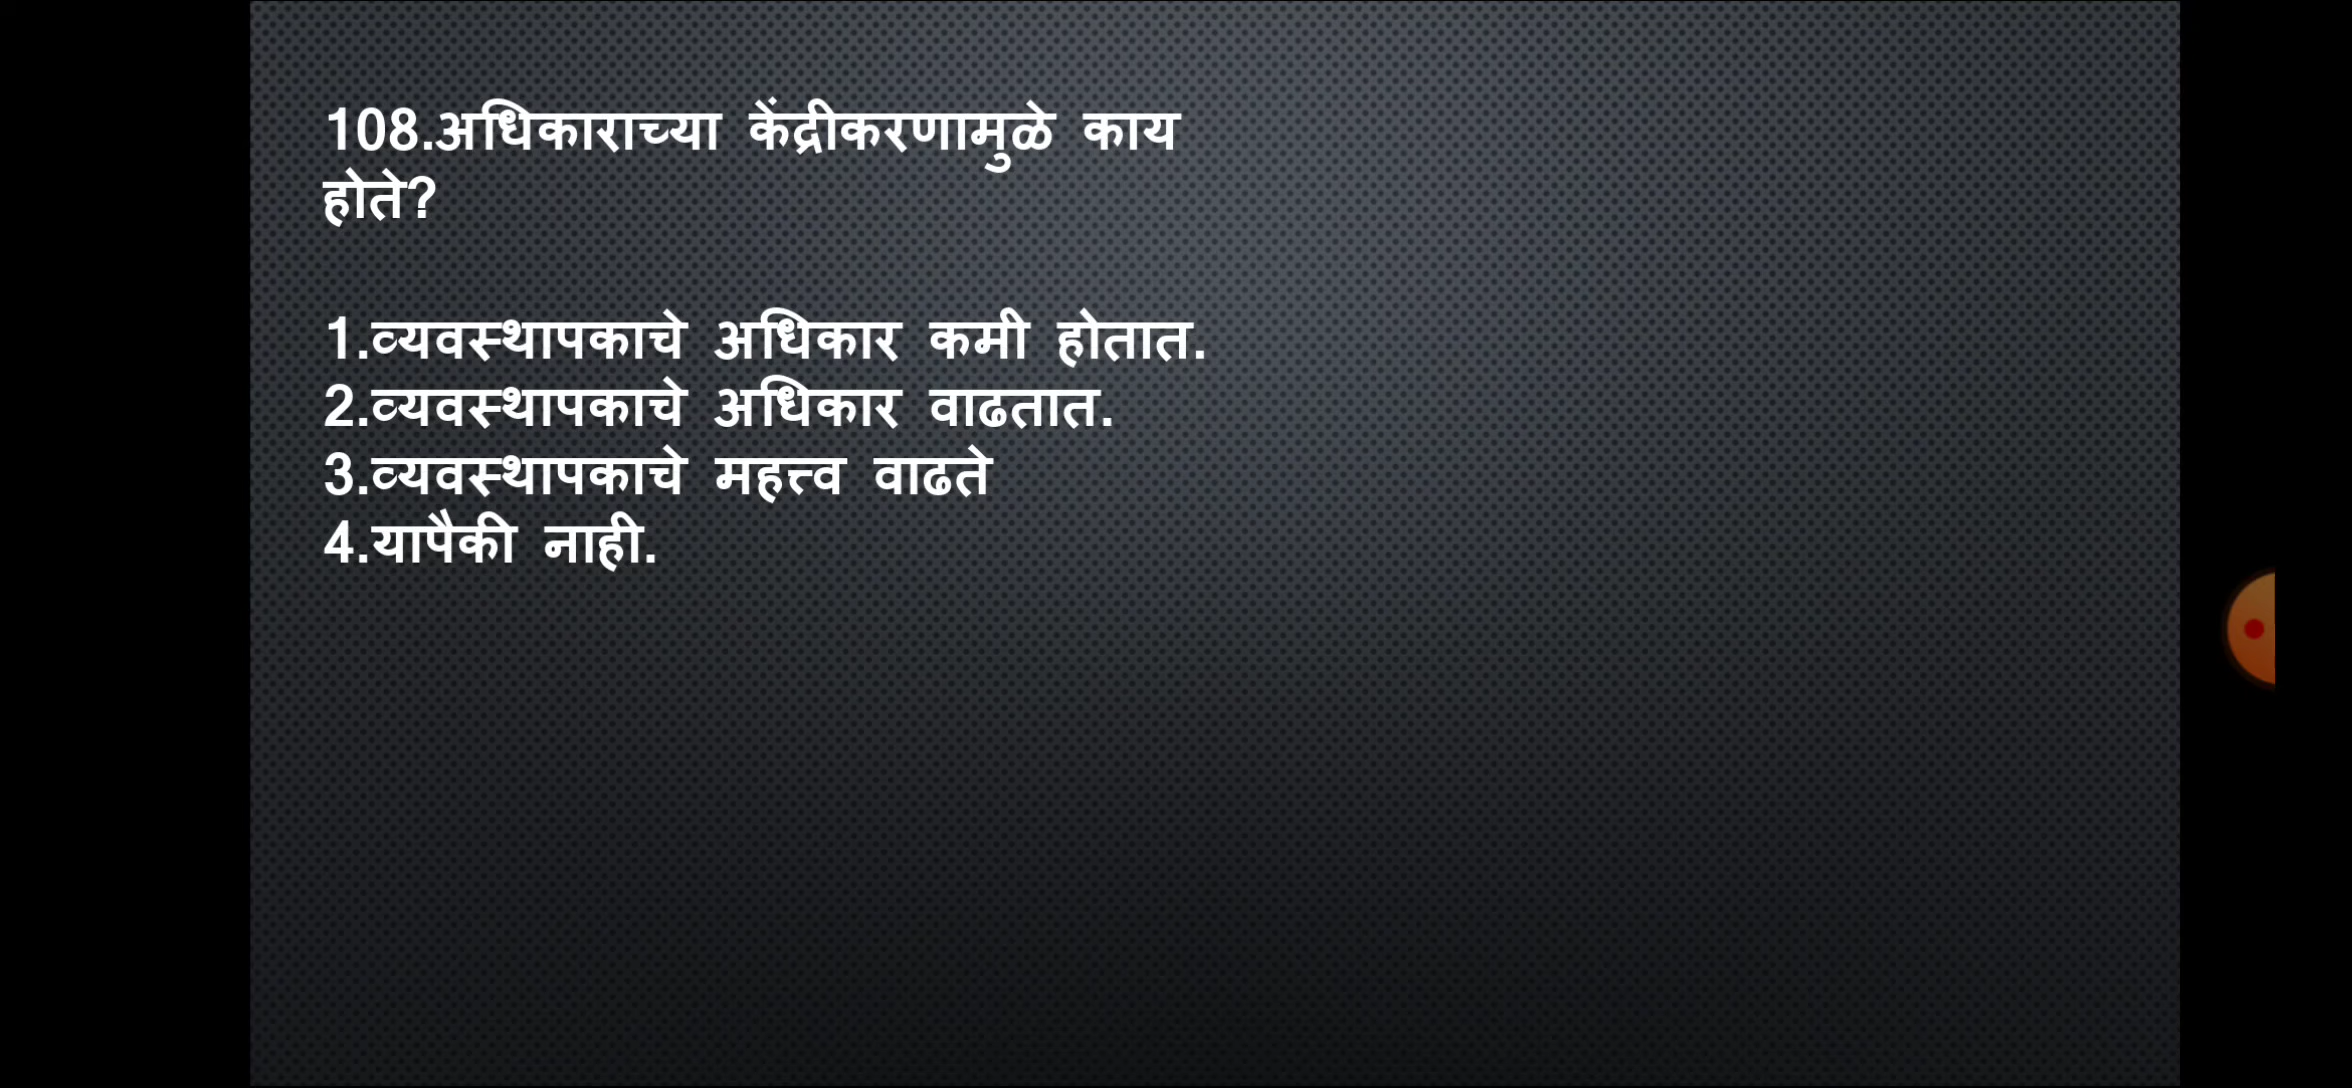 108.अधिकाराच्या केंद्रीकरणामुळे काय
होते?
1.व्यवस्थापकाचे अधिकार कमी होतात.
2.व्यवस्थापकाचे अधिकार वाढतात.
3.व्यवस्थापकाचे महत्त्व वाढते
4.यापैकी नाही.